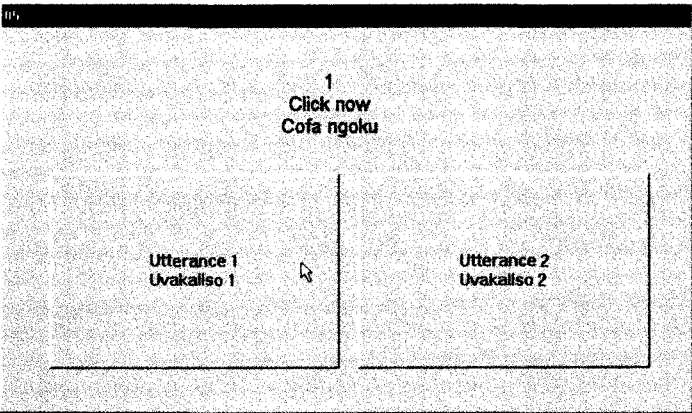 1
Click now
Cofa ngoku
Utterance 1
Uvakaliso 1
Utterance 2
Uvakaliso 2